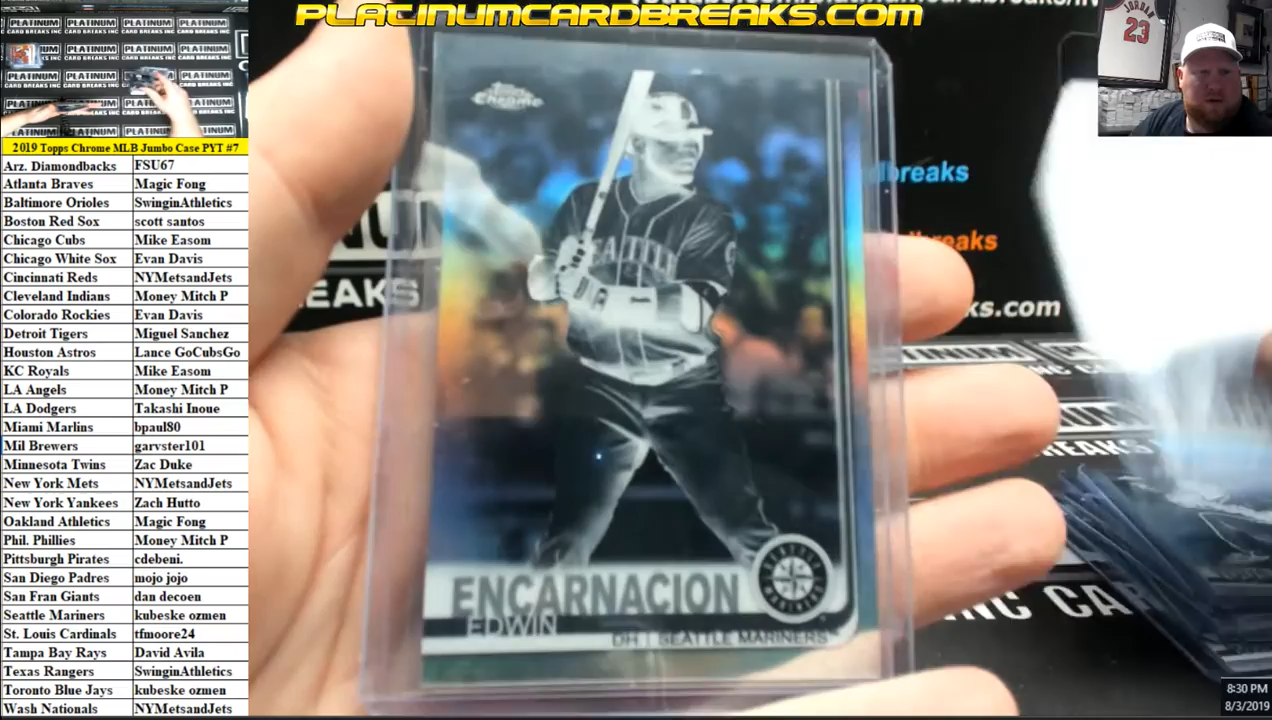 PLATINUMCARDBREAKS.COM
2019 Topps Chrome MLB Jumbo Case PYT #7
Arz. Diamondbacks FSU67
Atlanta Braves Magic Fong
Baltimore Orioles SwinginAthletics
Boston Red Sox scott santos
Chicago Cubs Mike Easom
Chicago White Sox Evan Davis
Cincinnati Reds NYMetsandJets
Cleveland Indians Money Mitch P
Colorado Rockies Evan Davis
Detroit Tigers Miguel Sanchez
Houston Astros Lance GoCubsGo
KC Royals Mike Easom
LA Angels Money Mitch P
LA Dodgers Takashi Inoue
Miami Marlins bpaul80
Mil Brewers garvster101
Minnesota Twins Zac Duke
New York Mets NYMetsandJets
New York Yankees Zach Hutto
Oakland Athletics Magic Fong
Phil. Phillies Money Mitch P
Pittsburgh Pirates cdebeni.
San Diego Padres mojo jojo
San Fran Giants dan decoen
Seattle Mariners kubeske ozmen
St. Louis Cardinals tfmoore24
Tampa Bay Rays David Avila
Texas Rangers SwinginAthletics
Toronto Blue Jays kubeske ozmen
Wash Nationals NYMetsandJets
Topps
Chrome
SEATTLE
ENCARNACION
EDWIN
DH | SEATTLE MARINERS
JORDAN
23
8:30 PM
8/3/2019